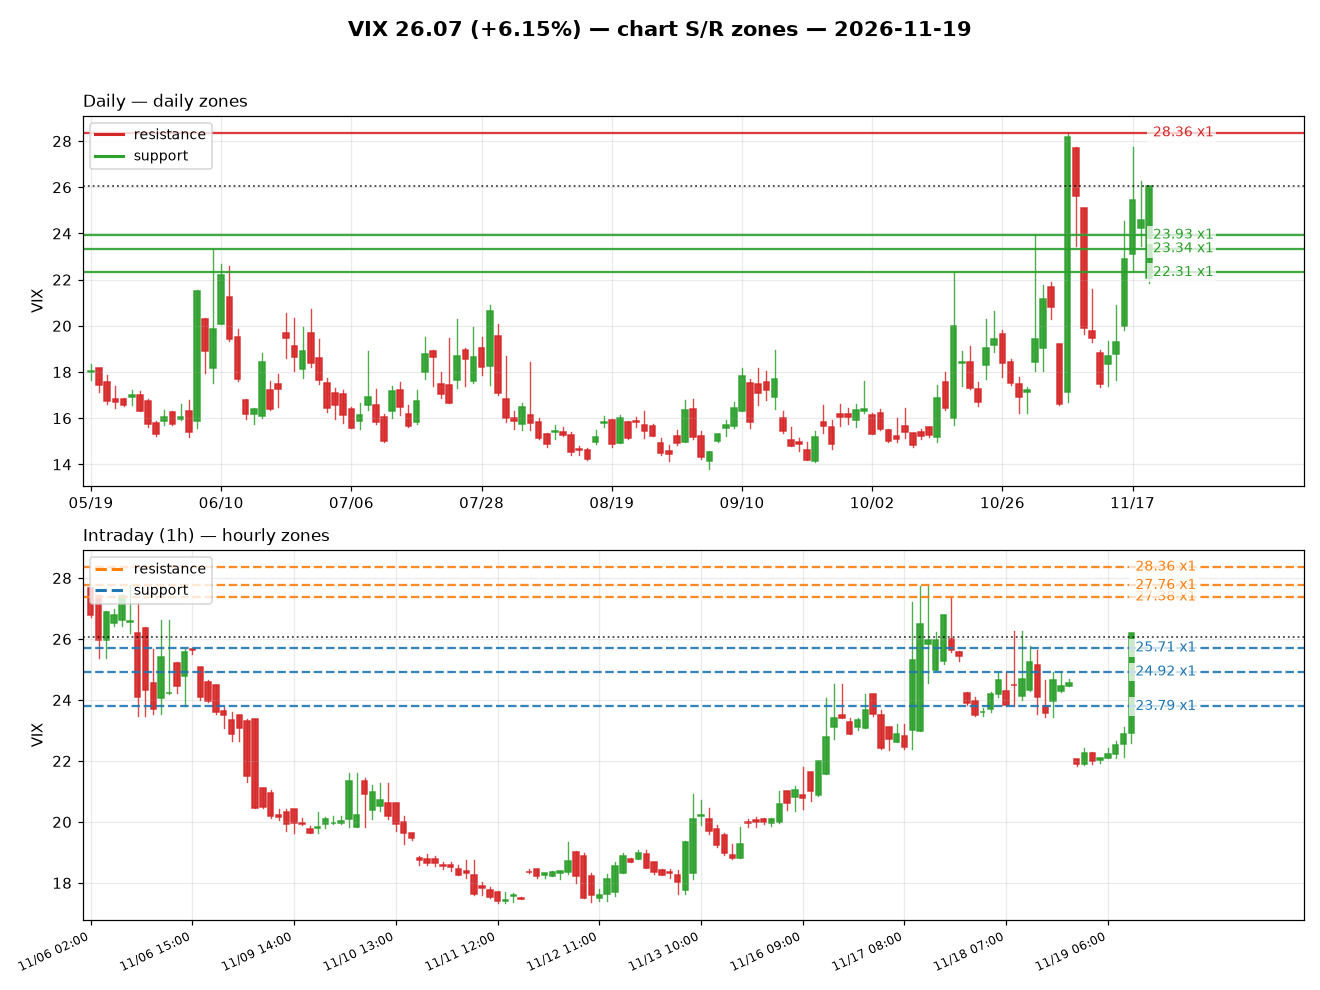 VIX 26.07 (+6.15%) — chart S/R zones — 2026-11-19
Daily — daily zones
resistance
support
28
26
24
22
20
18
16
14
VIX
28.36 x1
23.93 x1
23.34 x1
22.31 x1
05/19
06/10
07/06
07/28
08/19
09/10
10/02
10/26
11/17
Intraday (1h) — hourly zones
resistance
support
28
26
24
22
20
18
VIX
28.36 x1
27.76 x1
27.38 x1
25.71 x1
24.92 x1
23.79 x1
11/06 02:00
11/06 15:00
11/09 14:00
11/10 13:00
11/11 12:00
11/12 11:00
11/13 10:00
11/16 09:00
11/17 08:00
11/18 07:00
11/19 06:00